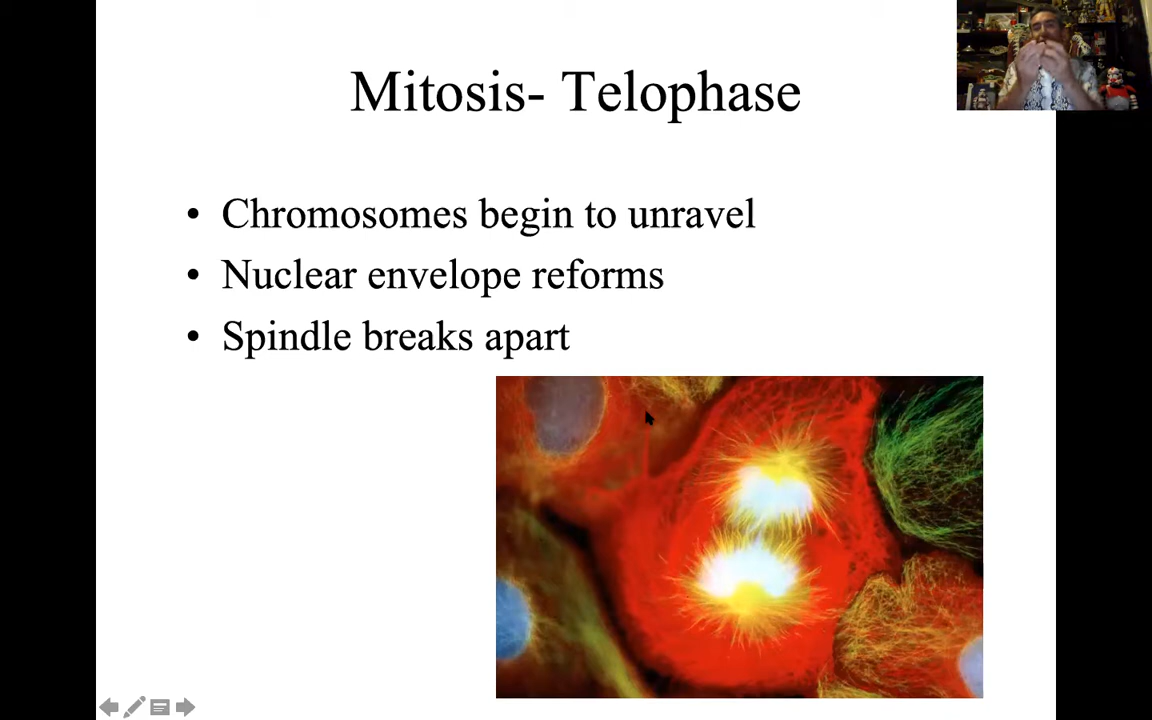 Mitosis- Telophase
• Chromosomes begin to unravel
• Nuclear envelope reforms
• Spindle breaks apart